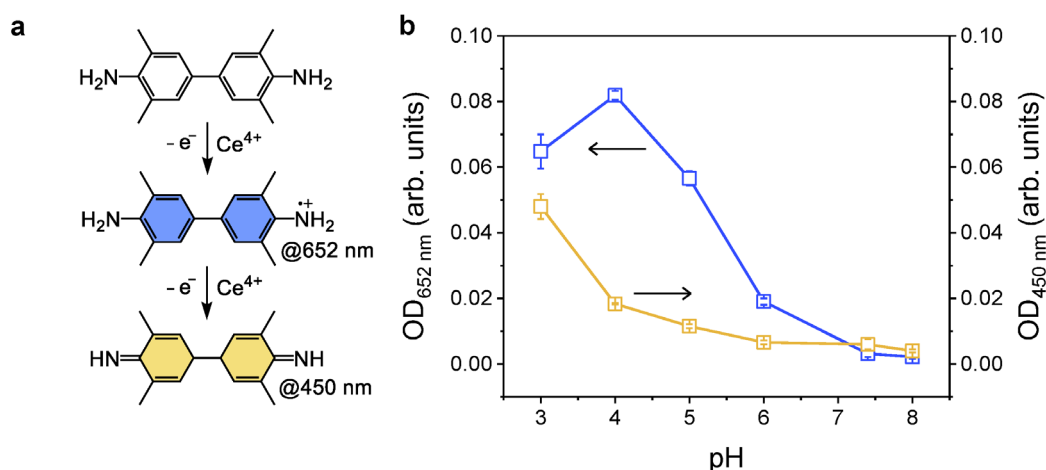 a
H₂N
NH₂
– e⁻ Ce⁴⁺
H₂N
•+
NH₂
@652 nm
– e⁻ Ce⁴⁺
HN
NH
@450 nm
b
0.10
0.08
0.06
0.04
0.02
0.00
OD652 nm (arb. units)
3 4 5 6 7 8
pH
0.10
0.08
0.06
0.04
0.02
0.00
OD450 nm (arb. units)